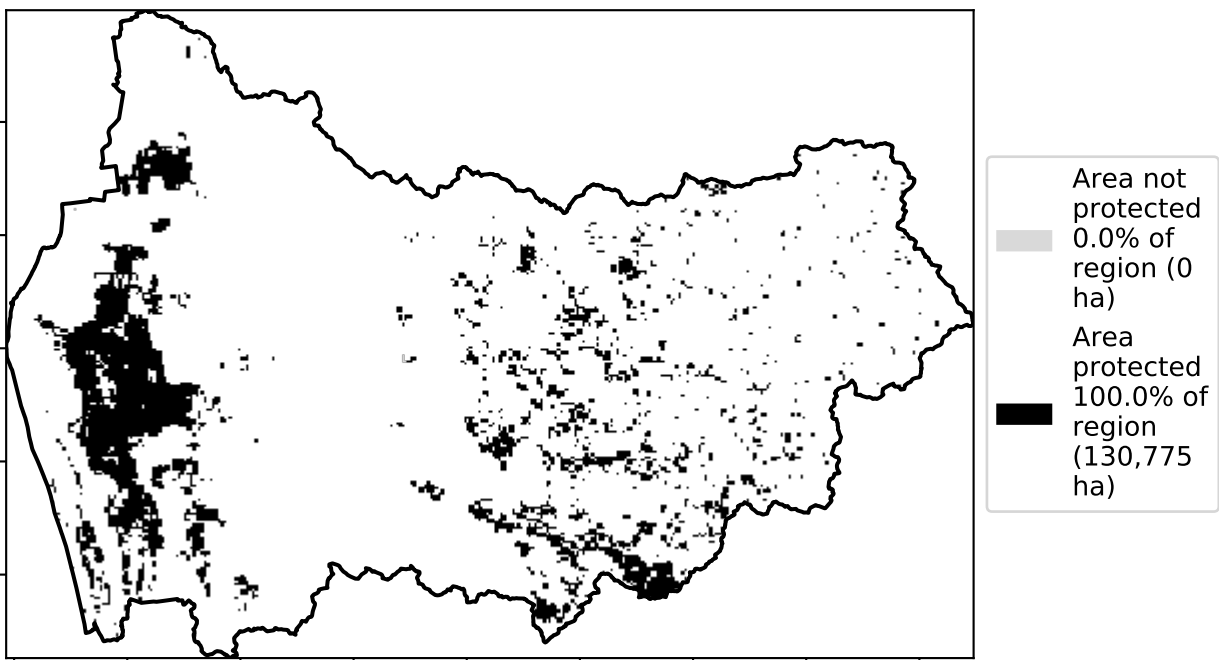 Area not
protected
0.0% of
region (0
ha)
Area
protected
100.0% of
region
(130,775
ha)